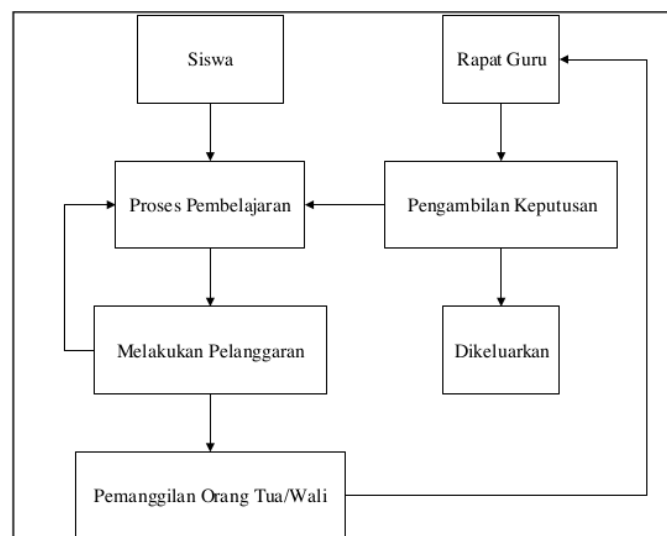 Siswa
Rapat Guru
Proses Pembelajaran
Pengambilan Keputusan
Melakukan Pelanggaran
Dikeluarkan
Pemanggilan Orang Tua/Wali